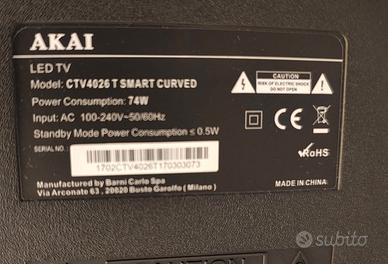 AKAI
LED TV
Model: CTV4026 T SMART CURVED
Power Consumption: 74W
Input: AC 100-240V~50/60Hz
Standby Mode Power Consumption ≤ 0.5W
SERIAL NO.:
1702CTV4026T170303073
Manufactured by Barni Carlo Spa
Via Arconate 63 , 20020 Busto Garolfo ( Milano )
CAUTION
RISK OF ELECTRIC SHOCK
DO NOT OPEN
CE
RoHS
MADE IN CHINA
CAUTION
subito